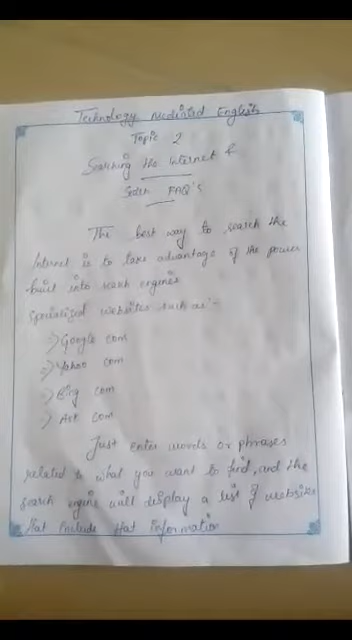 Technology Mediated English
Topic 2
Searching the Internet &
FAQ's
The best way to search the
Internet is to take advantage of the power
built into search engines
specialized websites such as :-
Google com
Yahoo com
Bing com
Ask com
Just enter words or phrases
related to what you want to find, and the
search engine will display a list of websites
that include that information